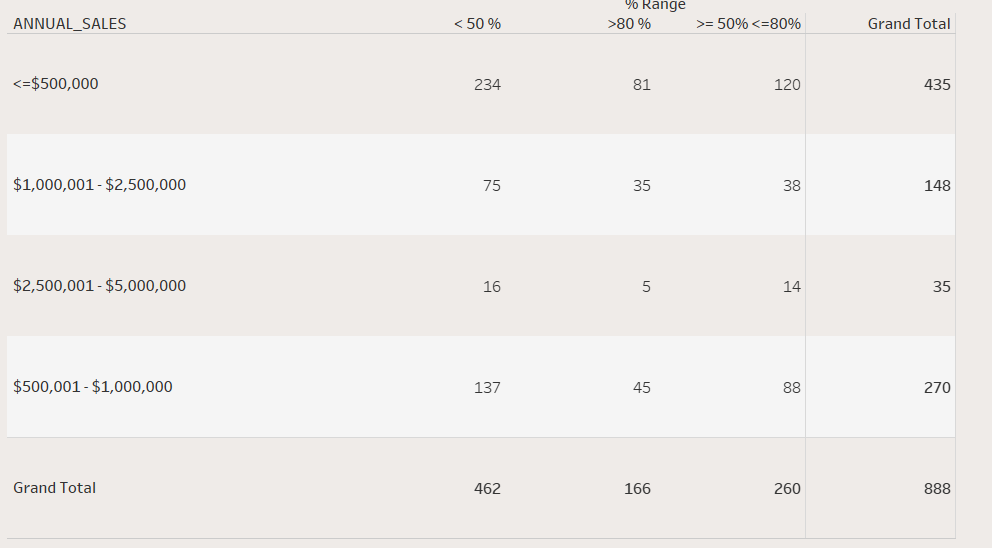 % Range
ANNUAL_SALES < 50 % >80 % >= 50% <=80% Grand Total
<=$500,000 234 81 120 435
$1,000,001 - $2,500,000 75 35 38 148
$2,500,001 - $5,000,000 16 5 14 35
$500,001 - $1,000,000 137 45 88 270
Grand Total 462 166 260 888